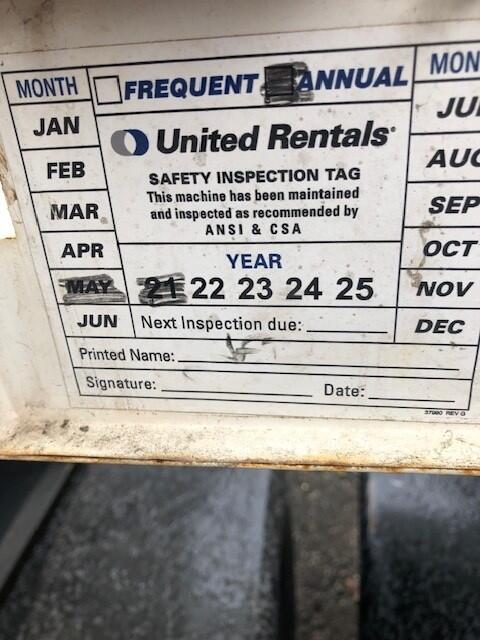 MONTH
FREQUENT ANNUAL
MON
JAN
United Rentals
JUL
FEB
SAFETY INSPECTION TAG
This machine has been maintained
and inspected as recommended by
ANSI & CSA
AUG
MAR
SEP
APR
YEAR
OCT
MAY
21 22 23 24 25
NOV
JUN
Next Inspection due:
DEC
Printed Name:
Signature:
Date:
37980 REV G